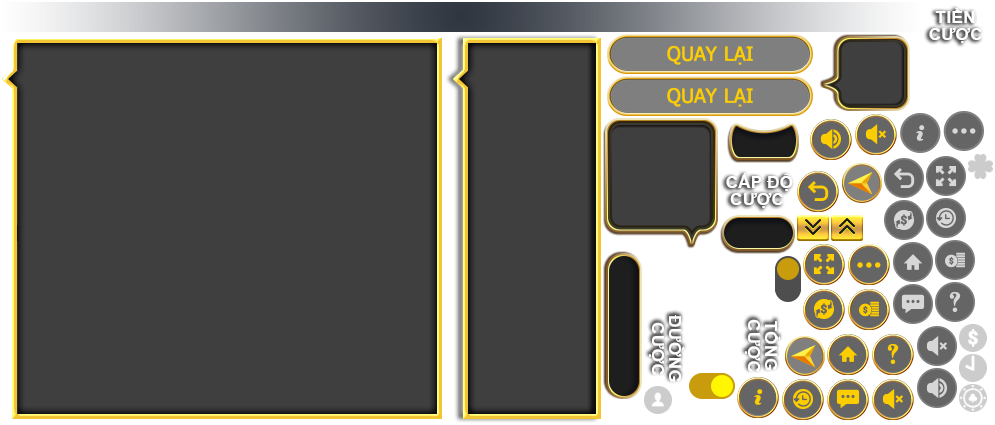 TIỀN
CƯỢC
QUAY LẠI
QUAY LẠI
CẤP ĐỘ
CƯỢC
ĐƯỜNG
CƯỢC
TỔNG
CƯỢC